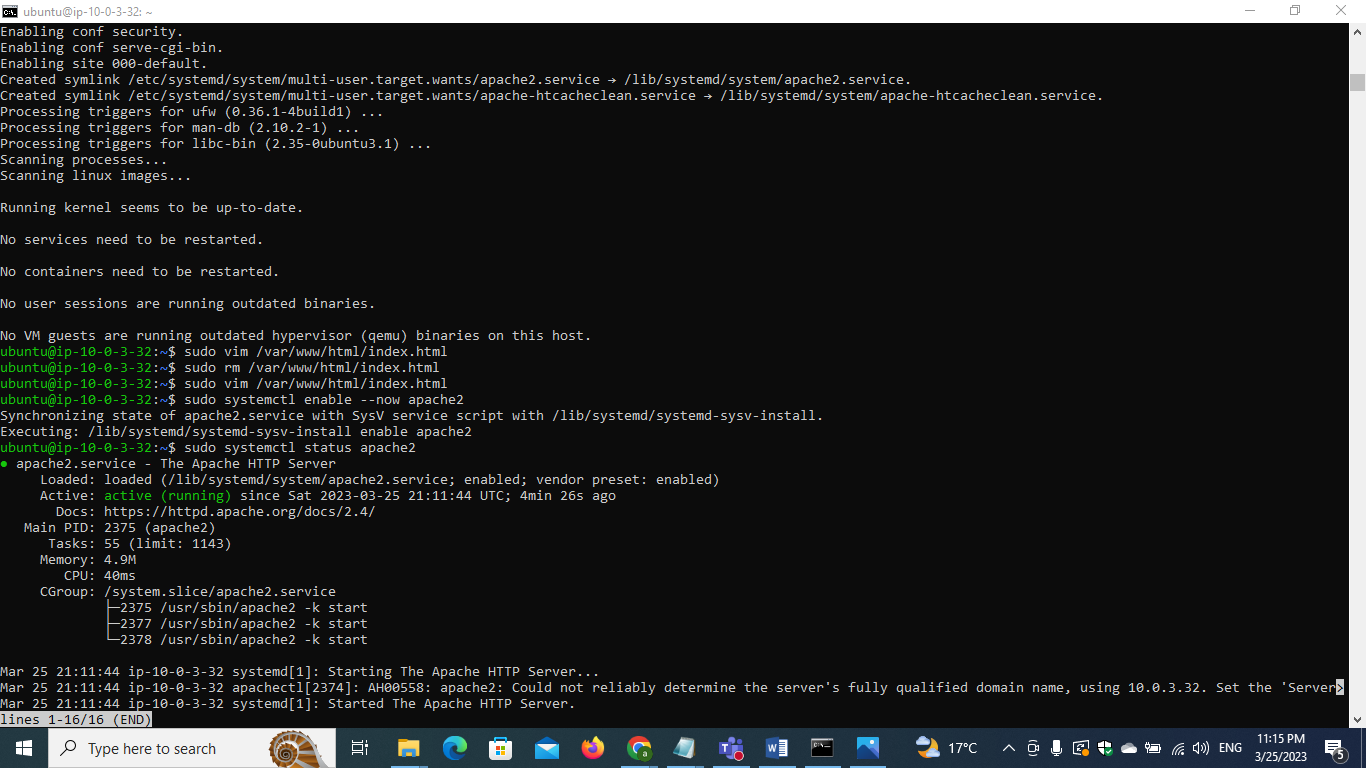 ubuntu@ip-10-0-3-32: ~
Enabling conf security.
Enabling conf serve-cgi-bin.
Enabling site 000-default.
Created symlink /etc/systemd/system/multi-user.target.wants/apache2.service → /lib/systemd/system/apache2.service.
Created symlink /etc/systemd/system/multi-user.target.wants/apache-htcacheclean.service → /lib/systemd/system/apache-htcacheclean.service.
Processing triggers for ufw (0.36.1-4build1) ...
Processing triggers for man-db (2.10.2-1) ...
Processing triggers for libc-bin (2.35-0ubuntu3.1) ...
Scanning processes...
Scanning linux images...
Running kernel seems to be up-to-date.
No services need to be restarted.
No containers need to be restarted.
No user sessions are running outdated binaries.
No VM guests are running outdated hypervisor (qemu) binaries on this host.
ubuntu@ip-10-0-3-32:~$ sudo vim /var/www/html/index.html
ubuntu@ip-10-0-3-32:~$ sudo rm /var/www/html/index.html
ubuntu@ip-10-0-3-32:~$ sudo vim /var/www/html/index.html
ubuntu@ip-10-0-3-32:~$ sudo systemctl enable --now apache2
Synchronizing state of apache2.service with SysV service script with /lib/systemd/systemd-sysv-install.
Executing: /lib/systemd/systemd-sysv-install enable apache2
ubuntu@ip-10-0-3-32:~$ sudo systemctl status apache2
● apache2.service - The Apache HTTP Server
Loaded: loaded (/lib/systemd/system/apache2.service; enabled; vendor preset: enabled)
Active: active (running) since Sat 2023-03-25 21:11:44 UTC; 4min 26s ago
Docs: https://httpd.apache.org/docs/2.4/
Main PID: 2375 (apache2)
Tasks: 55 (limit: 1143)
Memory: 4.9M
CPU: 40ms
CGroup: /system.slice/apache2.service
├─2375 /usr/sbin/apache2 -k start
├─2377 /usr/sbin/apache2 -k start
└─2378 /usr/sbin/apache2 -k start
Mar 25 21:11:44 ip-10-0-3-32 systemd[1]: Starting The Apache HTTP Server...
Mar 25 21:11:44 ip-10-0-3-32 apachectl[2374]: AH00558: apache2: Could not reliably determine the server's fully qualified domain name, using 10.0.3.32. Set the 'Server>
Mar 25 21:11:44 ip-10-0-3-32 systemd[1]: Started The Apache HTTP Server.
lines 1-16/16 (END)
Type here to search
17°C
ENG
11:15 PM
3/25/2023
5